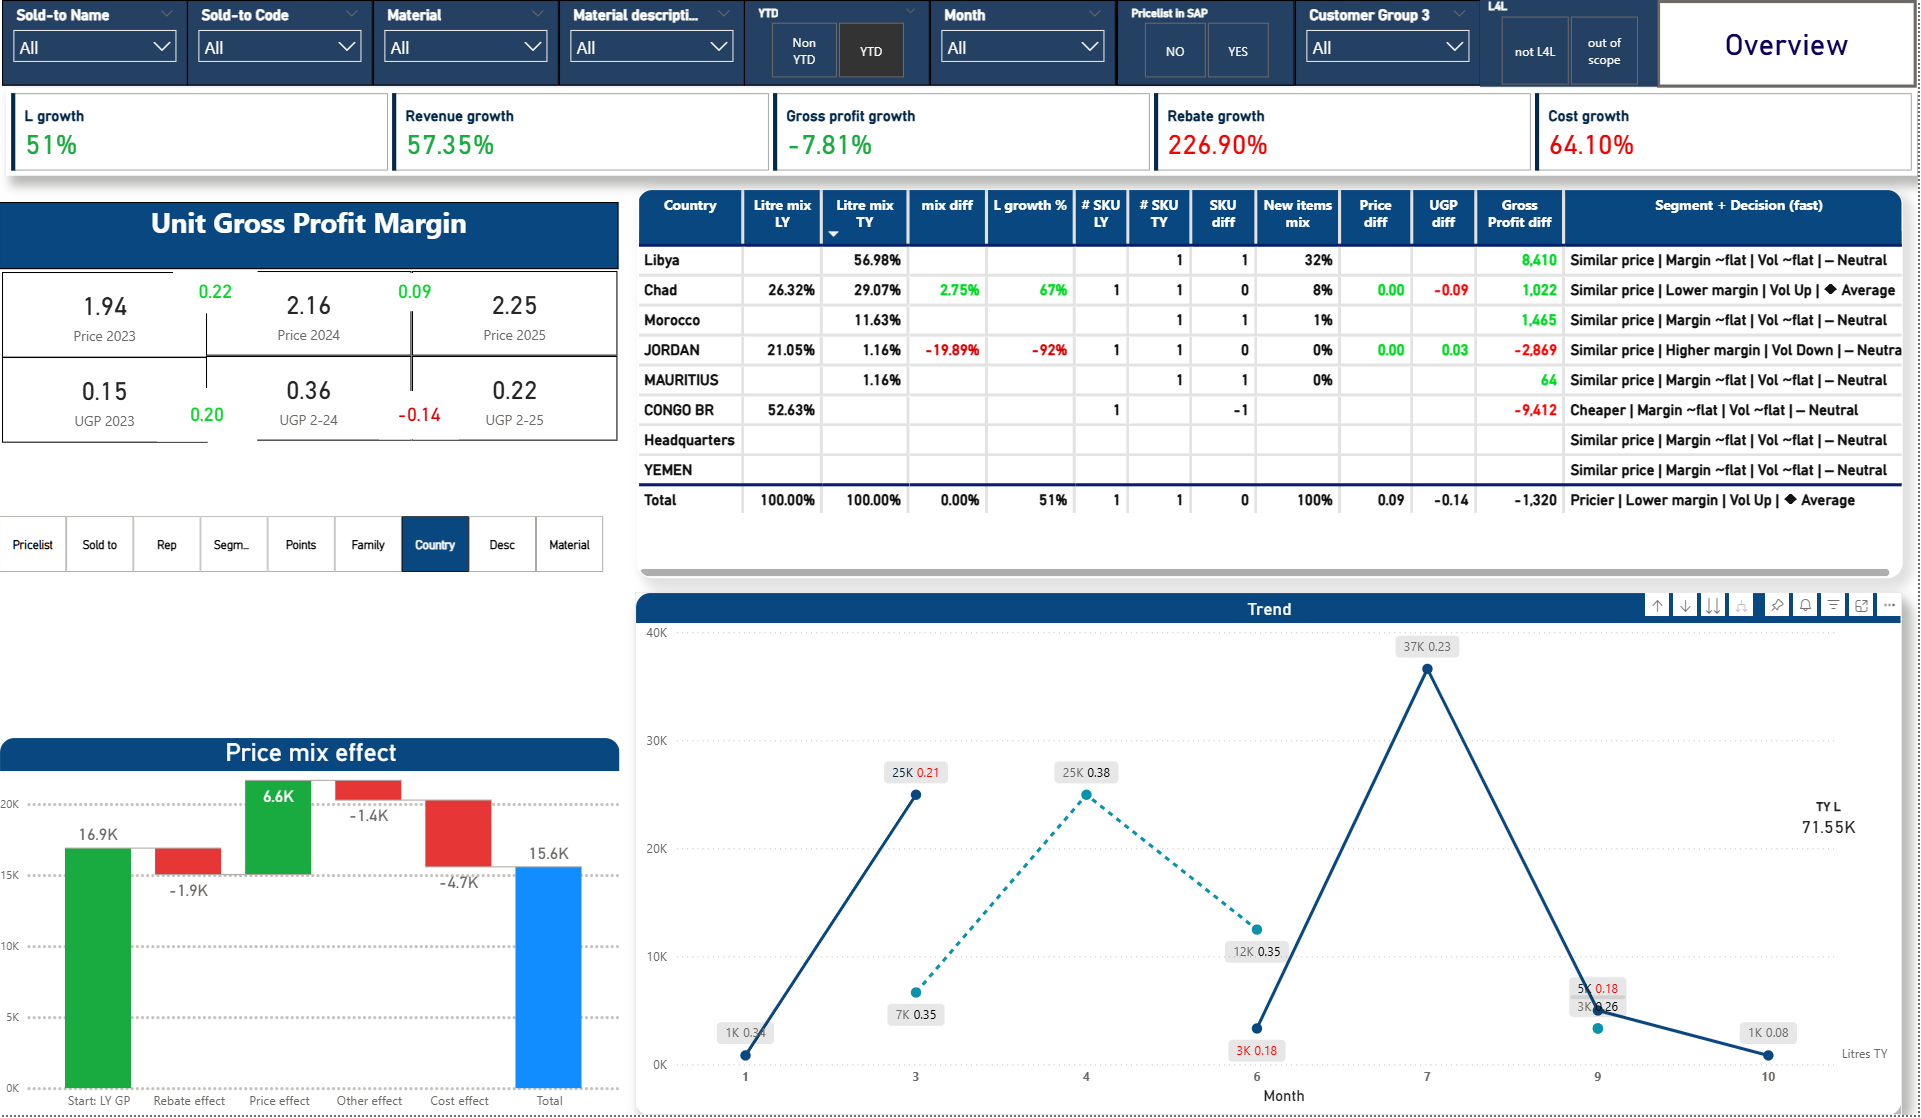 Sold-to Name
All
Sold-to Code
All
Material
All
Material descripti...
All
YTD
Non
YTD
YTD
Month
All
Pricelist in SAP
NO
YES
Customer Group 3
All
L4L
not L4L
out of
scope
Overview
L growth
51%
Revenue growth
57.35%
Gross profit growth
-7.81%
Rebate growth
226.90%
Cost growth
64.10%
Unit Gross Profit Margin
1.94
Price 2023
0.22
2.16
Price 2024
0.09
2.25
Price 2025
0.15
UGP 2023
0.20
0.36
UGP 2-24
-0.14
0.22
UGP 2-25
Pricelist
Sold to
Rep
Segm...
Points
Family
Country
Desc
Material
Country Litre mix LY Litre mix TY mix diff L growth % # SKU LY # SKU TY SKU diff New items mix Price diff UGP diff Gross Profit diff Segment + Decision (fast)
Libya 56.98% 1 1 32% 8,410 Similar price | Margin ~flat | Vol ~flat | – Neutral
Chad 26.32% 29.07% 2.75% 67% 1 1 0 8% 0.00 -0.09 1,022 Similar price | Lower margin | Vol Up | ◆ Average
Morocco 11.63% 1 1 1% 1,465 Similar price | Margin ~flat | Vol ~flat | – Neutral
JORDAN 21.05% 1.16% -19.89% -92% 1 1 0 0% 0.00 0.03 -2,869 Similar price | Higher margin | Vol Down | – Neutra
MAURITIUS 1.16% 1 1 0% 64 Similar price | Margin ~flat | Vol ~flat | – Neutral
CONGO BR 52.63% 1 -1 -9,412 Cheaper | Margin ~flat | Vol ~flat | – Neutral
Headquarters Similar price | Margin ~flat | Vol ~flat | – Neutral
YEMEN Similar price | Margin ~flat | Vol ~flat | – Neutral
Total 100.00% 100.00% 0.00% 51% 1 1 0 100% 0.09 -0.14 -1,320 Pricier | Lower margin | Vol Up | ◆ Average
Price mix effect
20K
15K
10K
5K
0K
16.9K
-1.9K
6.6K
-1.4K
-4.7K
15.6K
Start: LY GP
Rebate effect
Price effect
Other effect
Cost effect
Total
Trend
40K
30K
20K
10K
0K
1K 0.34
25K 0.21
7K 0.35
25K 0.38
12K 0.35
3K 0.18
37K 0.23
5K 0.18
3K 0.26
1K 0.08
TY L
71.55K
Litres TY
1
3
4
6
7
9
10
Month